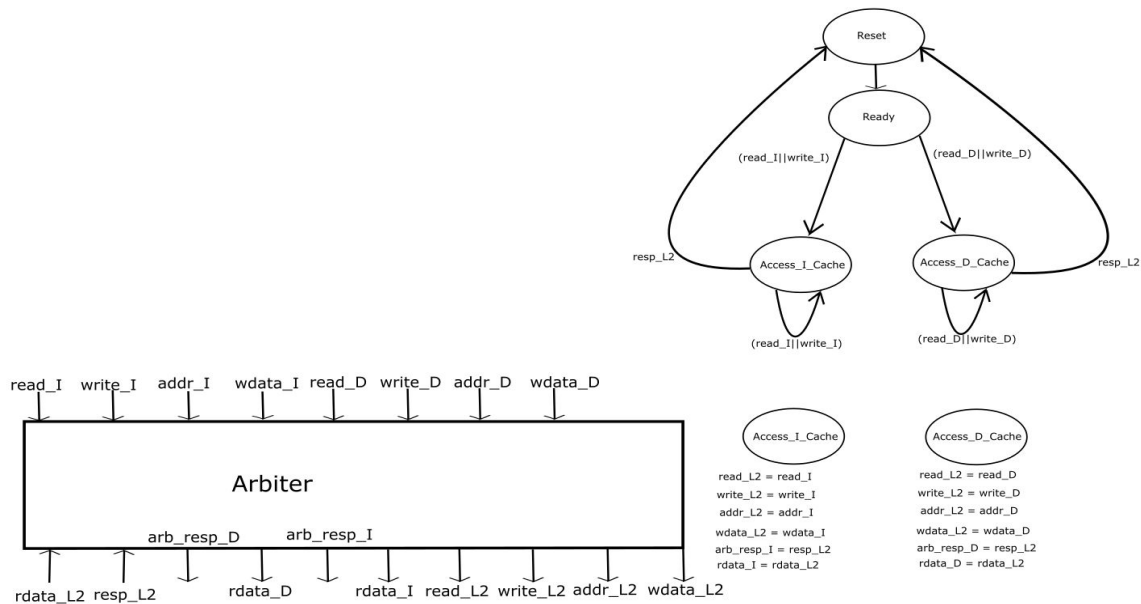 Reset
Ready
(read_I||write_I)
(read_D||write_D)
resp_L2
Access_I_Cache
Access_D_Cache
resp_L2
(read_I||write_I)
(read_D||write_D)
read_I write_I addr_I wdata_I read_D write_D addr_D wdata_D
Arbiter
arb_resp_D arb_resp_I
rdata_L2 resp_L2 rdata_D rdata_I read_L2 write_L2 addr_L2 wdata_L2
Access_I_Cache
read_L2 = read_I
write_L2 = write_I
addr_L2 = addr_I
wdata_L2 = wdata_I
arb_resp_I = resp_L2
rdata_I = rdata_L2
Access_D_Cache
read_L2 = read_D
write_L2 = write_D
addr_L2 = addr_D
wdata_L2 = wdata_D
arb_resp_D = resp_L2
rdata_D = rdata_L2